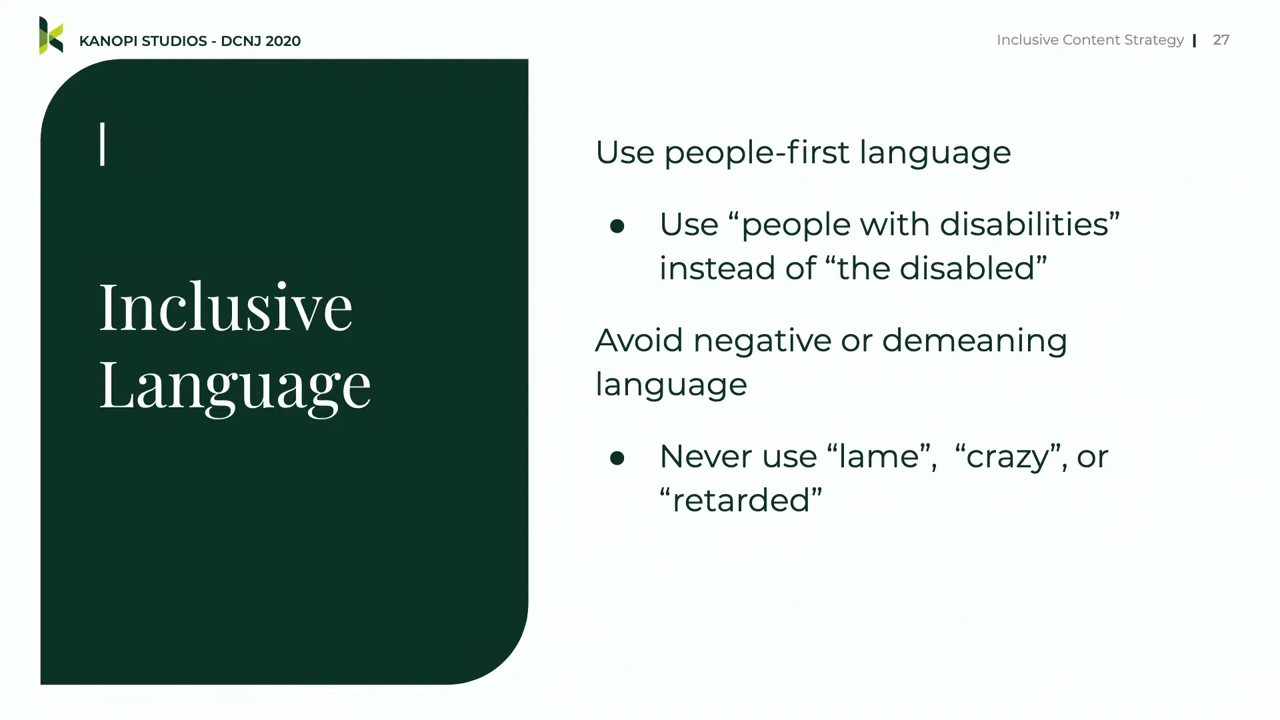 KANOPI STUDIOS - DCNJ 2020
Inclusive Content Strategy | 27
Inclusive
Language
Use people-first language
● Use “people with disabilities”
instead of “the disabled”
Avoid negative or demeaning
language
● Never use “lame”,  “crazy”, or
“retarded”